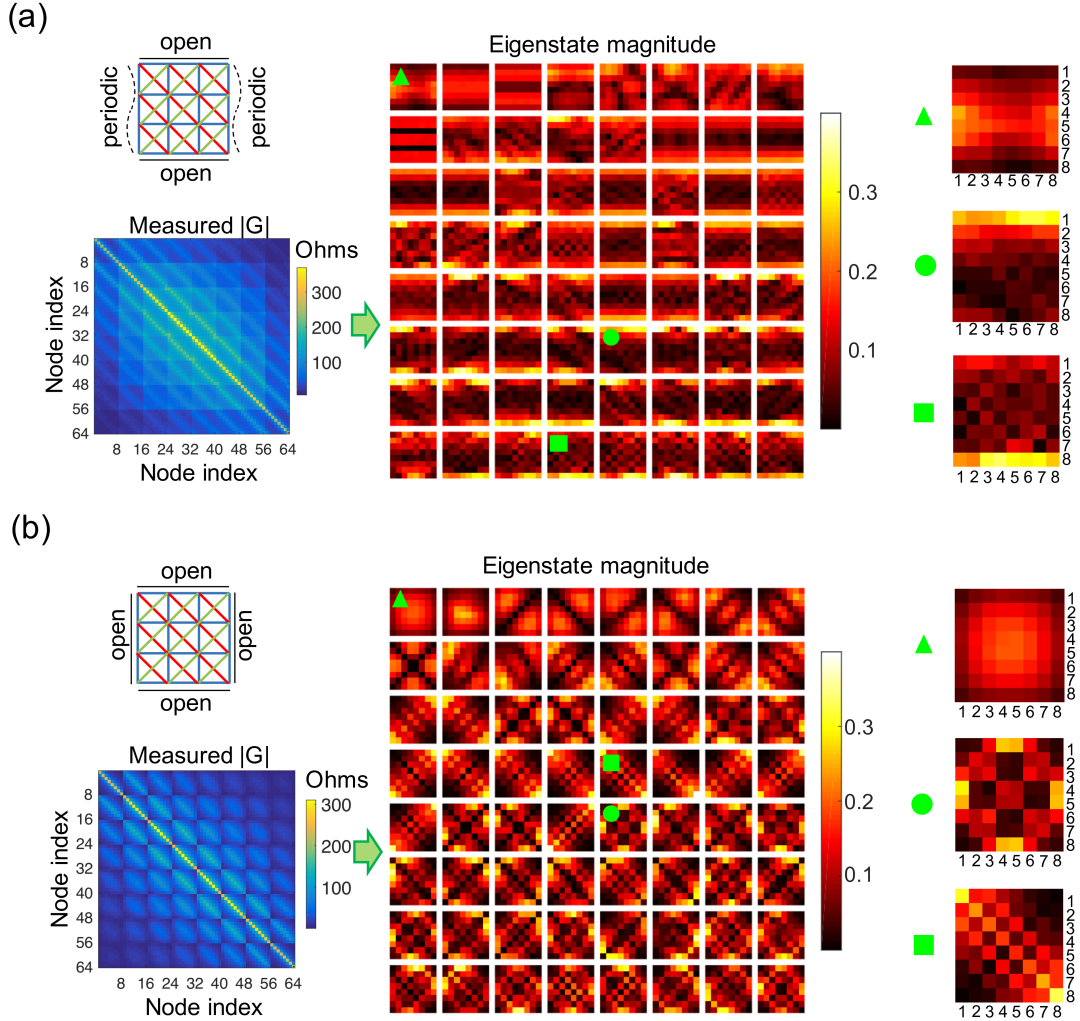 (a)
open
periodic
periodic
open
Measured |G|
Ohms
Node index
8
16
24
32
40
48
56
64
8 16 24 32 40 48 56 64
Node index
300
200
100
Eigenstate magnitude
0.3
0.2
0.1
1
2
3
4
5
6
7
8
1 2 3 4 5 6 7 8
1
2
3
4
5
6
7
8
1 2 3 4 5 6 7 8
1
2
3
4
5
6
7
8
1 2 3 4 5 6 7 8
(b)
open
open
open
open
Measured |G|
Ohms
Node index
8
16
24
32
40
48
56
64
8 16 24 32 40 48 56 64
Node index
300
200
100
Eigenstate magnitude
0.3
0.2
0.1
1
2
3
4
5
6
7
8
1 2 3 4 5 6 7 8
1
2
3
4
5
6
7
8
1 2 3 4 5 6 7 8
1
2
3
4
5
6
7
8
1 2 3 4 5 6 7 8